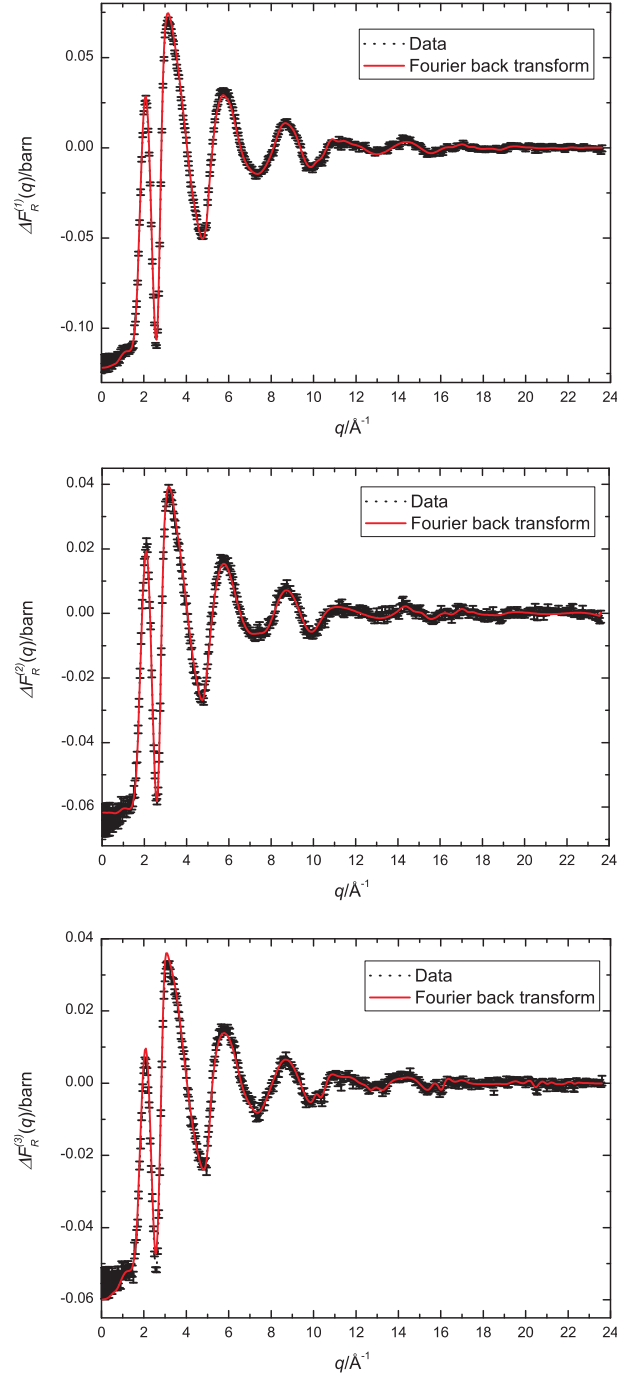 0.05
0.00
-0.05
-0.10
ΔF_R^(1)(q)/barn
Data
Fourier back transform
0 2 4 6 8 10 12 14 16 18 20 22 24
q/Å^-1
0.04
0.02
0.00
-0.02
-0.04
-0.06
ΔF_R^(2)(q)/barn
Data
Fourier back transform
0 2 4 6 8 10 12 14 16 18 20 22 24
q/Å^-1
0.04
0.02
0.00
-0.02
-0.04
-0.06
ΔF_R^(3)(q)/barn
Data
Fourier back transform
0 2 4 6 8 10 12 14 16 18 20 22 24
q/Å^-1